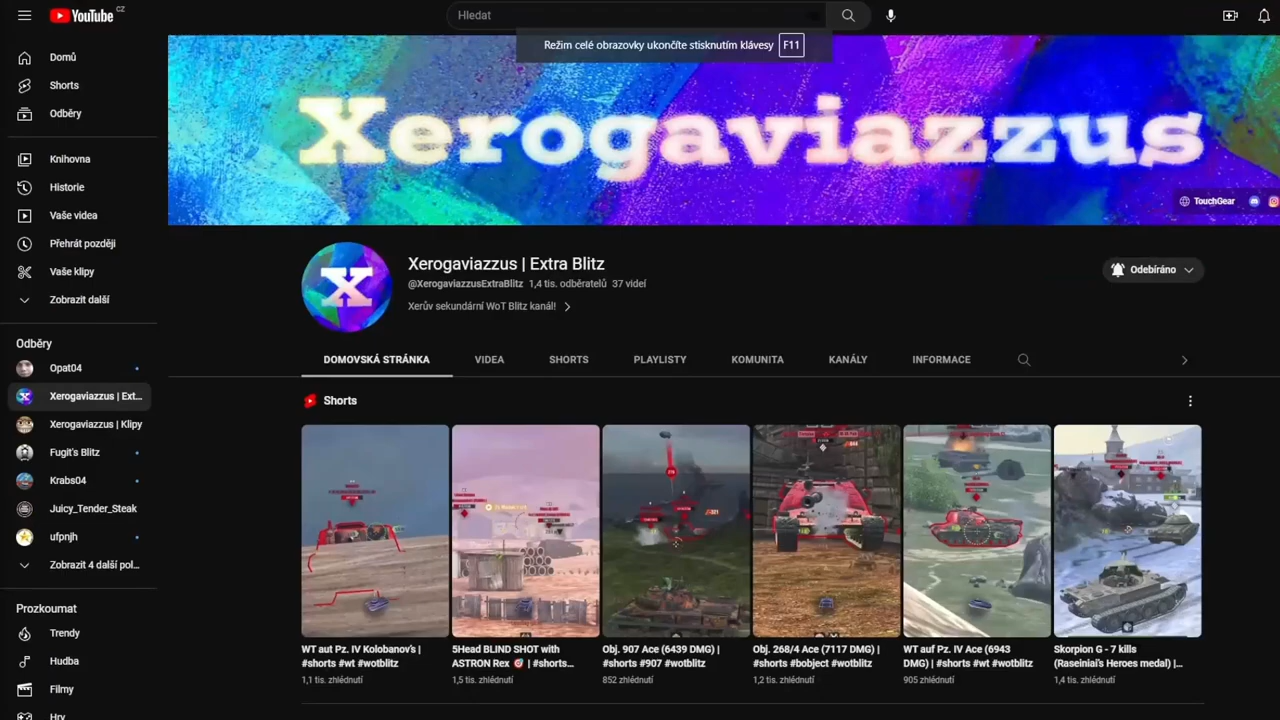 YouTube CZ
Hledat
Režim celé obrazovky ukončíte stisknutím klávesy F11
Domů
Shorts
Odběry
Knihovna
Historie
Vaše videa
Přehrát později
Vaše klipy
Zobrazit další
Odběry
Opat04
Xerogaviazzus | Ext...
Xerogaviazzus | Klipy
Fugit's Blitz
Krabs04
Juicy_Tender_Steak
ufpnjh
Zobrazit 4 další pol...
Prozkoumat
Trendy
Hudba
Filmy
Hry
Xerogaviazzus
TouchGear
X
Xerogaviazzus | Extra Blitz
@XerogaviazzusExtraBlitz 1,4 tis. odběratelů 37 videí
Xerův sekundární WoT Blitz kanál!
Odebíráno
DOMOVSKÁ STRÁNKA VIDEA SHORTS PLAYLISTY KOMUNITA KANÁLY INFORMACE
Shorts
WT aut Pz. IV Kolobanov's |
#shorts #wt #wotblitz
1,1 tis. zhlédnutí
5Head BLIND SHOT with
ASTRON Rex 🎯 | #shorts...
1,5 tis. zhlédnutí
Obj. 907 Ace (6439 DMG) |
#shorts #907 #wotblitz
852 zhlédnutí
Obj. 268/4 Ace (7117 DMG) |
#shorts #bobject #wotblitz
1,2 tis. zhlédnutí
WT auf Pz. IV Ace (6943
DMG) | #shorts #wt #wotblitz
905 zhlédnutí
Skorpion G - 7 kills
(Raseiniai's Heroes medal) |...
1,4 tis. zhlédnutí